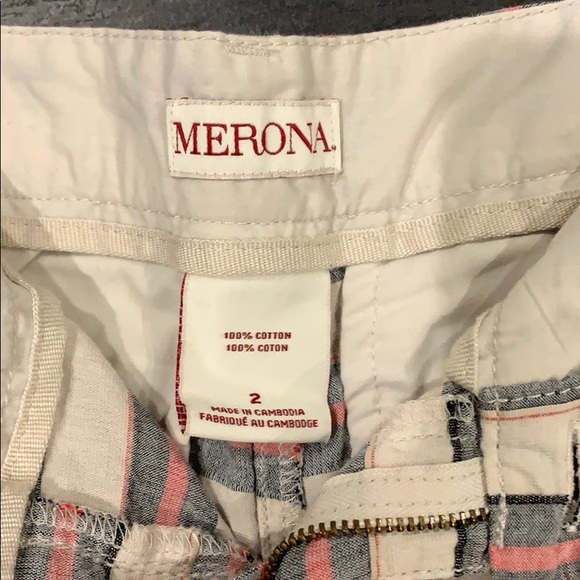 MERONA.
100% COTTON
100% COTON
2
MADE IN CAMBODIA
FABRIQUÉ AU CAMBODGE